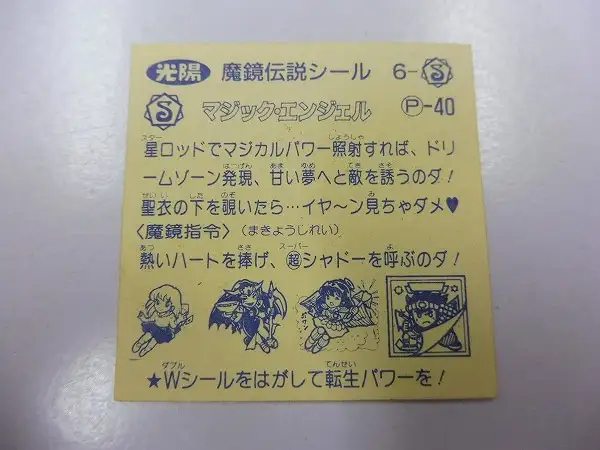 光陽 魔鏡伝説シール 6-S
S マジック・エンジェル P-40
星ロッドでマジカルパワー照射すれば、ドリ
ームゾーン発現、甘い夢へと敵を誘うのダ!
聖衣の下を覗いたら…イヤ〜ン見ちゃダメ♥
〈魔鏡指令〉(まきょうしれい)
熱いハートを捧げ、超シャドーを呼ぶのダ!
★Wシールをはがして転生パワーを!